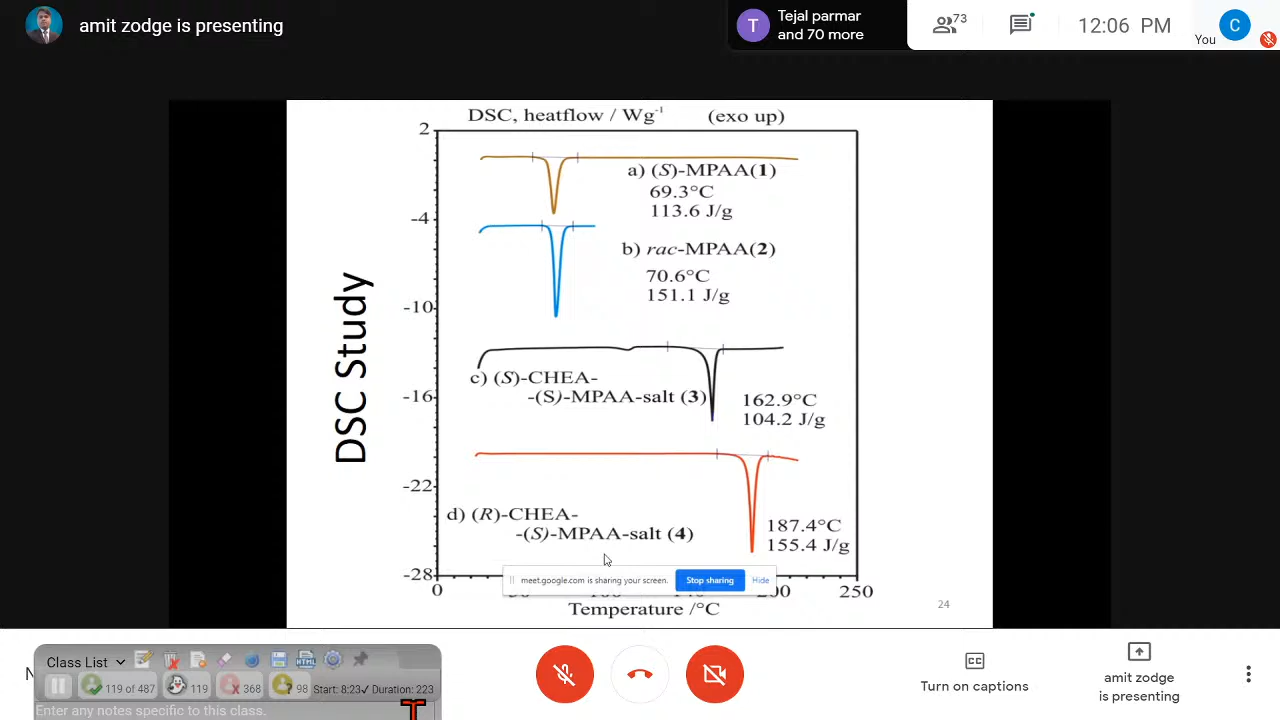 amit zodge is presenting
T
Tejal parmar
and 70 more
73
12:06 PM
You
C
DSC, heatflow / Wg⁻¹ (exo up)
2
-4
-10
-16
-22
-28
DSC Study
a) (S)-MPAA(1)
69.3°C
113.6 J/g
b) rac-MPAA(2)
70.6°C
151.1 J/g
c) (S)-CHEA-
-(S)-MPAA-salt (3)
162.9°C
104.2 J/g
d) (R)-CHEA-
-(S)-MPAA-salt (4)
187.4°C
155.4 J/g
meet.google.com is sharing your screen.
Stop sharing
Hide
0
250
Temperature /°C
24
Class List
HTML
119 of 487
119
368
98
Start: 8:23✓ Duration: 223
Enter any notes specific to this class.
T
CC
Turn on captions
amit zodge
is presenting